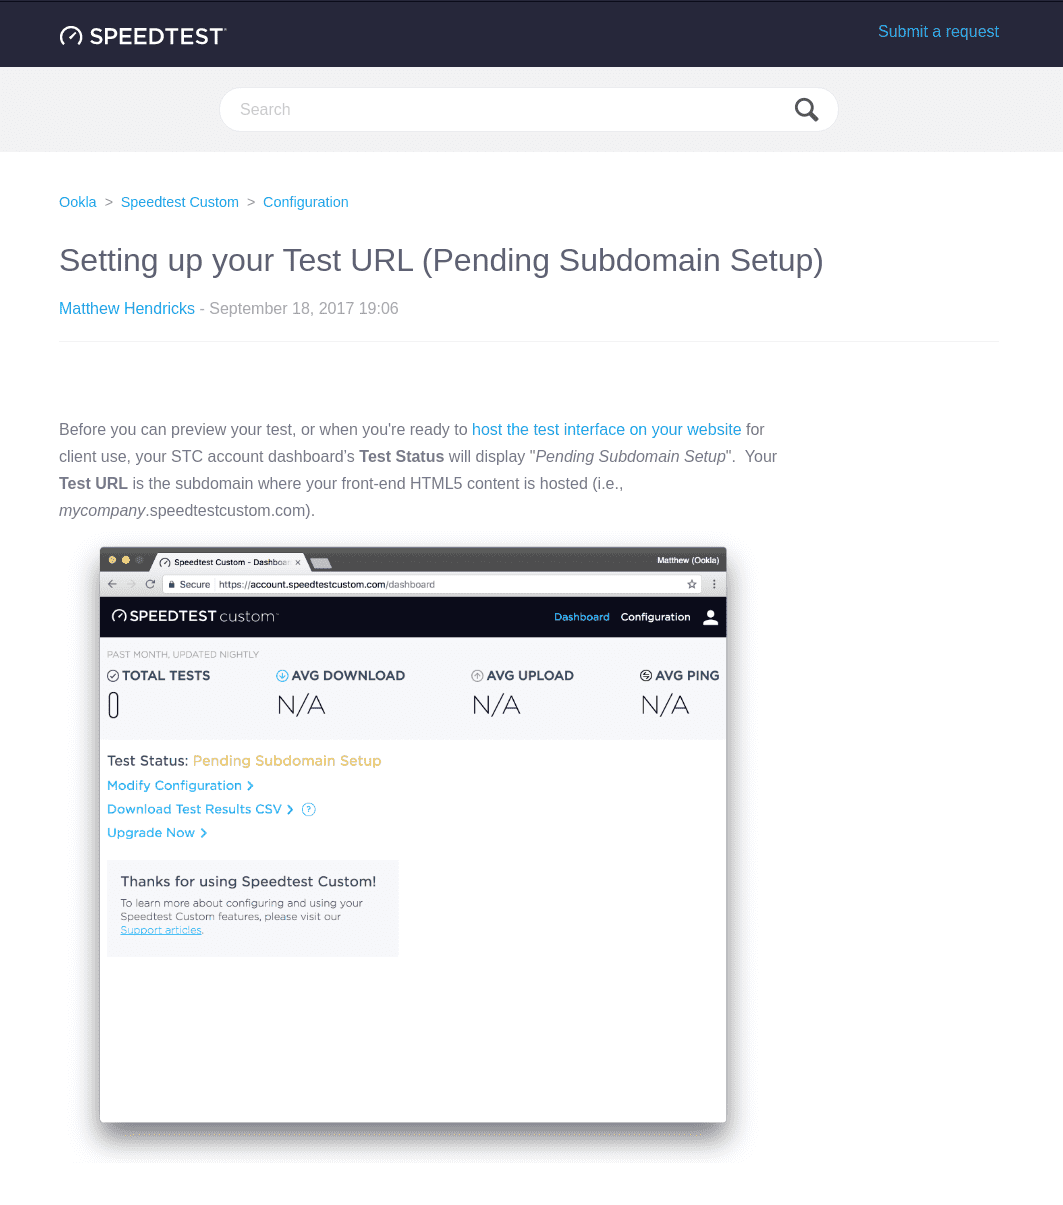 SPEEDTEST
Submit a request
Search
Ookla > Speedtest Custom > Configuration
Setting up your Test URL (Pending Subdomain Setup)
Matthew Hendricks - September 18, 2017 19:06
Before you can preview your test, or when you're ready to host the test interface on your website for
client use, your STC account dashboard's Test Status will display "Pending Subdomain Setup".  Your
Test URL is the subdomain where your front-end HTML5 content is hosted (i.e.,
mycompany.speedtestcustom.com).
Speedtest Custom - Dashboa × Matthew (Ookla)
Secure https://account.speedtestcustom.com/dashboard
SPEEDTEST custom Dashboard Configuration
PAST MONTH, UPDATED NIGHTLY
TOTAL TESTS AVG DOWNLOAD AVG UPLOAD AVG PING
0 N/A N/A N/A
Test Status: Pending Subdomain Setup
Modify Configuration >
Download Test Results CSV > ?
Upgrade Now >
Thanks for using Speedtest Custom!
To learn more about configuring and using your
Speedtest Custom features, please visit our
Support articles.